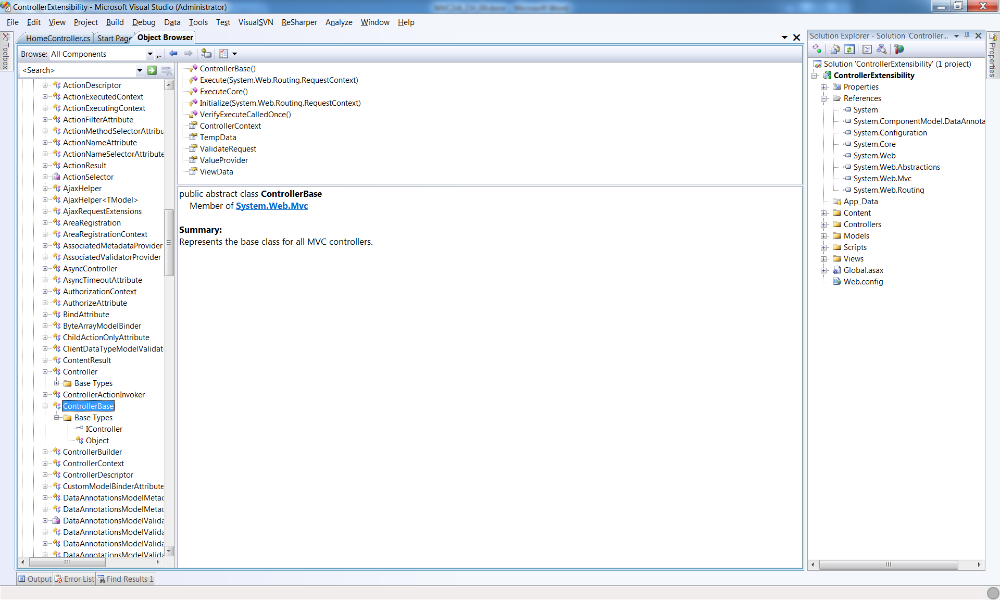 ControllerExtensibility - Microsoft Visual Studio (Administrator)
File Edit View Project Build Debug Data Tools Test VisualSVN ReSharper Analyze Window Help
Toolbox
HomeController.cs Start Page Object Browser
Browse: All Components ...
<Search>
ActionDescriptor
ActionExecutedContext
ActionExecutingContext
ActionFilterAttribute
ActionMethodSelectorAttribu
ActionNameAttribute
ActionNameSelectorAttribute
ActionResult
ActionSelector
AjaxHelper
AjaxHelper<TModel>
AjaxRequestExtensions
AreaRegistration
AreaRegistrationContext
AssociatedMetadataProvider
AssociatedValidatorProvider
AsyncController
AsyncTimeoutAttribute
AuthorizationContext
AuthorizeAttribute
BindAttribute
ByteArrayModelBinder
ChildActionOnlyAttribute
ClientDataTypeModelValidat
ContentResult
Controller
Base Types
ControllerActionInvoker
ControllerBase
Base Types
IController
Object
ControllerBuilder
ControllerContext
ControllerDescriptor
CustomModelBinderAttribute
DataAnnotationsModelMetad
DataAnnotationsModelMetad
DataAnnotationsModelValida
DataAnnotationsModelValida
DataAnnotationsModelValida
DataAnnotationsModelValida
ControllerBase()
Execute(System.Web.Routing.RequestContext)
ExecuteCore()
Initialize(System.Web.Routing.RequestContext)
VerifyExecuteCalledOnce()
ControllerContext
TempData
ValidateRequest
ValueProvider
ViewData
public abstract class ControllerBase
Member of System.Web.Mvc
Summary:
Represents the base class for all MVC controllers.
Solution Explorer - Solution 'Controller...
Solution 'ControllerExtensibility' (1 project)
ControllerExtensibility
Properties
References
System
System.ComponentModel.DataAnnota
System.Configuration
System.Core
System.Web
System.Web.Abstractions
System.Web.Mvc
System.Web.Routing
App_Data
Content
Controllers
Models
Scripts
Views
Global.asax
Web.config
Properties
Output Error List Find Results 1